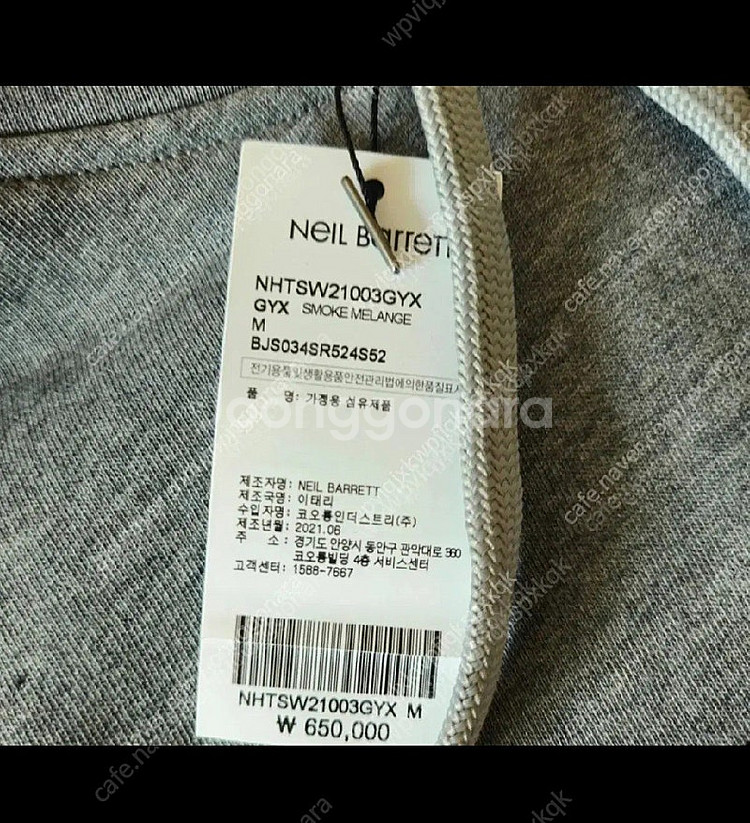 NEIL BarrETT
NHTSW21003GYX
GYX SMOKE MELANGE
M
BJS034SR524S52
전기용품및생활용품안전관리법에의한품질표시
품 명: 가정용 섬유제품
joonggonara
제조자명: NEIL BARRETT
제조국명: 이태리
수입자명: 코오롱인더스트리(주)
제조년월: 2021.06
주 소: 경기도 안양시 동안구 관악대로 360
코오롱빌딩 4층 서비스센터
고객센터: 1588-7667
NHTSW21003GYX M
₩ 650,000